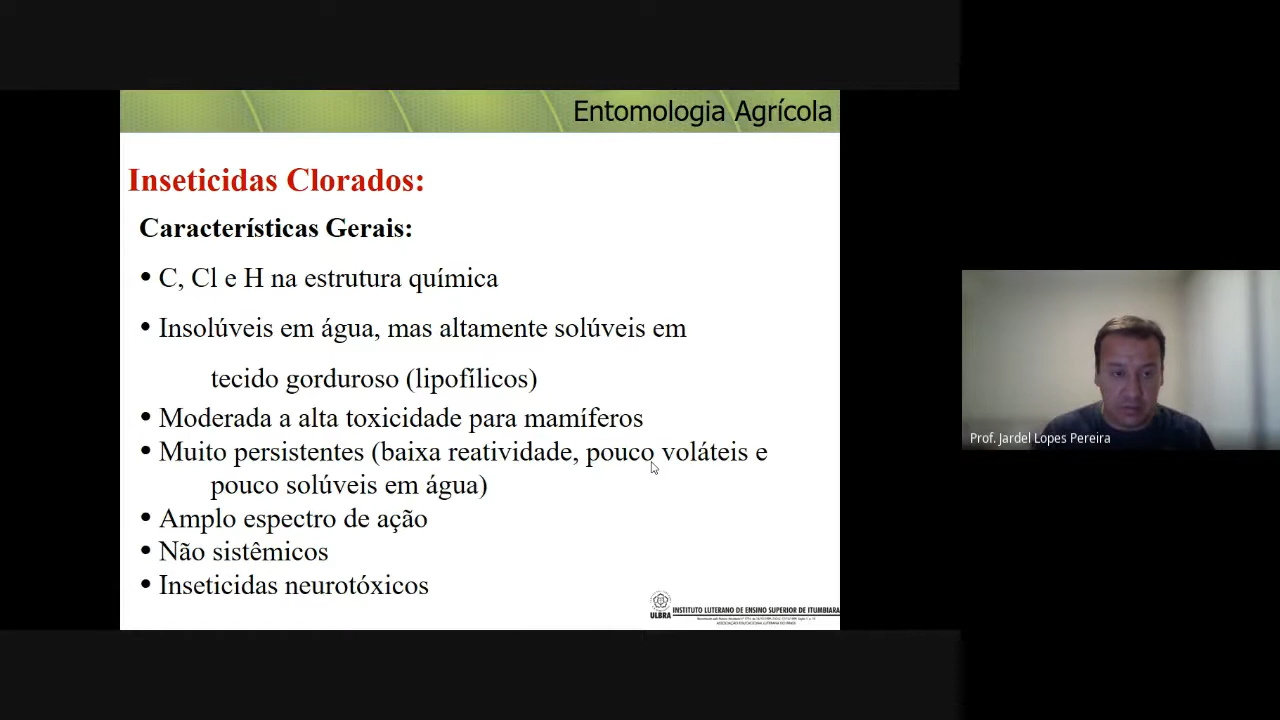 Entomologia Agrícola
Inseticidas Clorados:
Características Gerais:
• C, Cl e H na estrutura química
• Insolúveis em água, mas altamente solúveis em
tecido gorduroso (lipofílicos)
• Moderada a alta toxicidade para mamíferos
• Muito persistentes (baixa reatividade, pouco voláteis e
pouco solúveis em água)
• Amplo espectro de ação
• Não sistêmicos
• Inseticidas neurotóxicos
Prof. Jardel Lopes Pereira
ULBRA
INSTITUTO LUTERANO DE ENSINO SUPERIOR DE ITUMBIARA